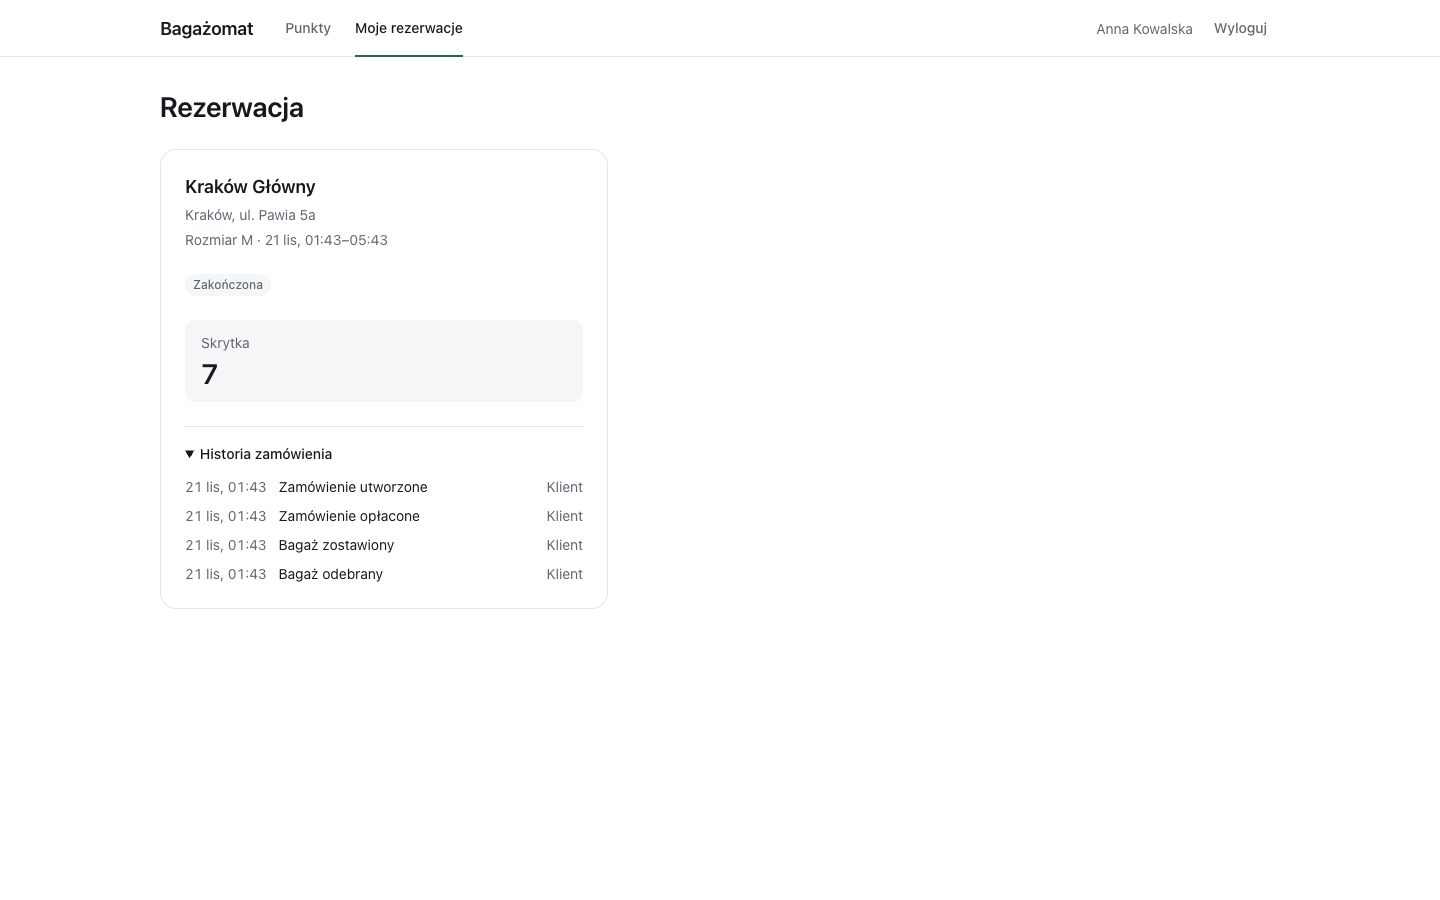 Bagażomat Punkty Moje rezerwacje Anna Kowalska Wyloguj
Rezerwacja
Kraków Główny
Kraków, ul. Pawia 5a
Rozmiar M · 21 lis, 01:43–05:43
Zakończona
Skrytka
7
Historia zamówienia
21 lis, 01:43 Zamówienie utworzone Klient
21 lis, 01:43 Zamówienie opłacone Klient
21 lis, 01:43 Bagaż zostawiony Klient
21 lis, 01:43 Bagaż odebrany Klient